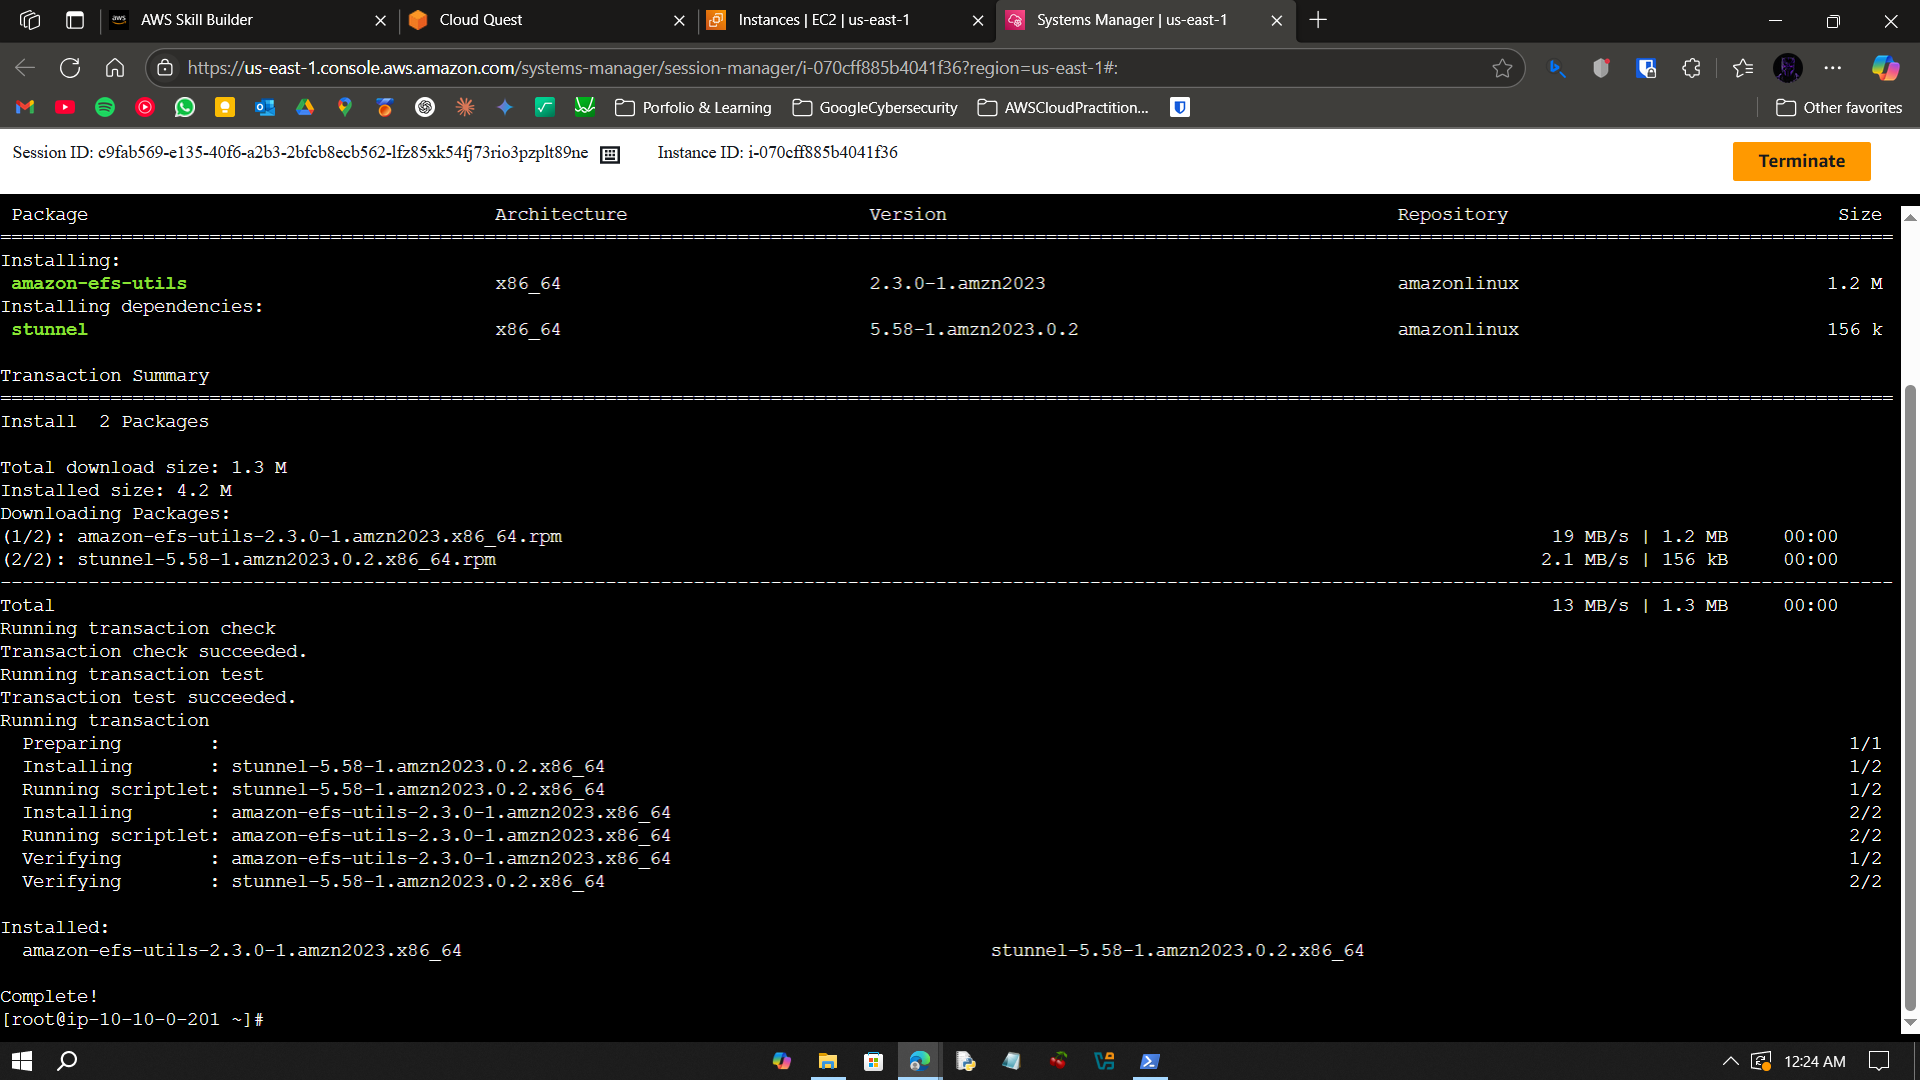 AWS Skill Builder
Cloud Quest
Instances | EC2 | us-east-1
Systems Manager | us-east-1
https://us-east-1.console.aws.amazon.com/systems-manager/session-manager/i-070cff885b4041f36?region=us-east-1#:
Porfolio & Learning
GoogleCybersecurity
AWSCloudPractition...
Other favorites
Session ID: c9fab569-e135-40f6-a2b3-2bfcb8ecb562-lfz85xk54fj73rio3pzplt89ne Instance ID: i-070cff885b4041f36
Terminate
Package Architecture Version Repository Size
Installing:
amazon-efs-utils x86_64 2.3.0-1.amzn2023 amazonlinux 1.2 M
Installing dependencies:
stunnel x86_64 5.58-1.amzn2023.0.2 amazonlinux 156 k
Transaction Summary
Install 2 Packages
Total download size: 1.3 M
Installed size: 4.2 M
Downloading Packages:
(1/2): amazon-efs-utils-2.3.0-1.amzn2023.x86_64.rpm 19 MB/s | 1.2 MB 00:00
(2/2): stunnel-5.58-1.amzn2023.0.2.x86_64.rpm 2.1 MB/s | 156 kB 00:00
Total 13 MB/s | 1.3 MB 00:00
Running transaction check
Transaction check succeeded.
Running transaction test
Transaction test succeeded.
Running transaction
Preparing : 1/1
Installing : stunnel-5.58-1.amzn2023.0.2.x86_64 1/2
Running scriptlet: stunnel-5.58-1.amzn2023.0.2.x86_64 1/2
Installing : amazon-efs-utils-2.3.0-1.amzn2023.x86_64 2/2
Running scriptlet: amazon-efs-utils-2.3.0-1.amzn2023.x86_64 2/2
Verifying : amazon-efs-utils-2.3.0-1.amzn2023.x86_64 1/2
Verifying : stunnel-5.58-1.amzn2023.0.2.x86_64 2/2
Installed:
amazon-efs-utils-2.3.0-1.amzn2023.x86_64 stunnel-5.58-1.amzn2023.0.2.x86_64
Complete!
[root@ip-10-10-0-201 ~]#
12:24 AM